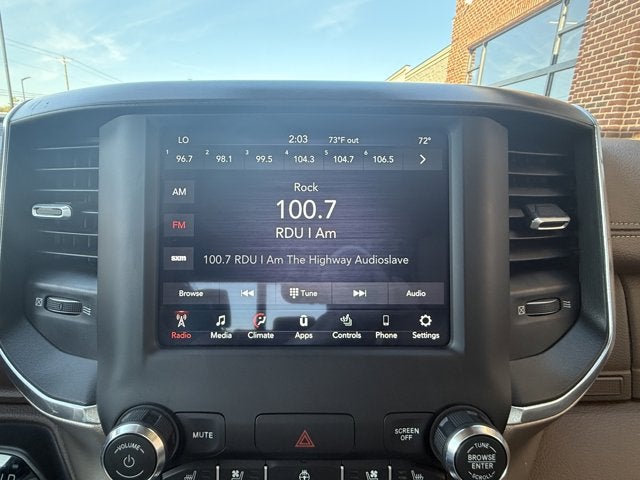 LO 2:03 73°F out 72°
1 96.7 2 98.1 3 99.5 4 104.3 5 104.7 6 106.5
AM
Rock
FM
100.7
RDU I Am
sxm
100.7 RDU I Am The Highway Audioslave
Browse Tune Audio
Radio Media Climate Apps Controls Phone Settings
VOLUME
MUTE
SCREEN OFF
TUNE
BROWSE
ENTER
SCROLL